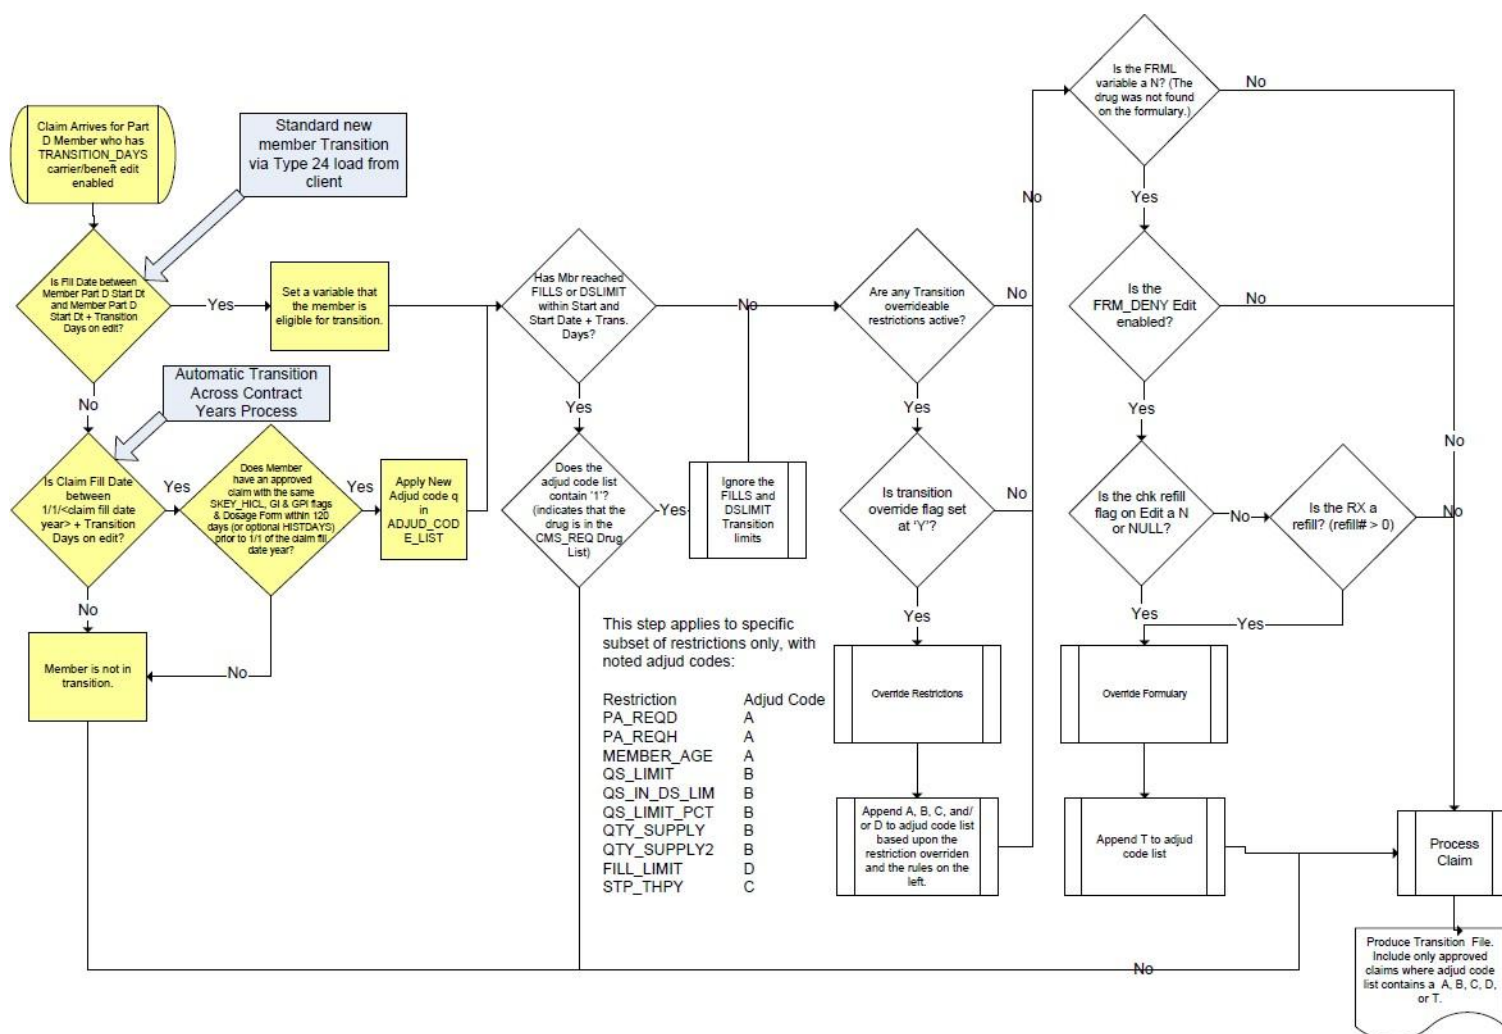 Claim Arrives for Part
D Member who has
TRANSITION_DAYS
carrier/beneft edit
enabled
Standard new
member Transition
via Type 24 load from
client
Is Fill Date between
Member Part D Start Dt
and Member Part D
Start Dt + Transition
Days on edit?
Yes
Set a variable that
the member is
eligible for transition.
No
Automatic Transition
Across Contract
Years Process
Is Claim Fill Date
between
1/1/<claim fill date
year> + Transition
Days on edit?
Yes
Does Member
have an approved
claim with the same
SKEY_HICL, GI & GPI flags
& Dosage Form within 120
days (or optional HISTDAYS)
prior to 1/1 of the claim fill
date year?
Yes
Apply New
Adjud code q
in
ADJUD_COD
E_LIST
No
No
Member is not in
transition.
Has Mbr reached
FILLS or DSLIMIT
within Start and
Start Date + Trans.
Days?
No
Yes
Does the
adjud code list
contain '1'?
(indicates that the
drug is in the
CMS_REQ Drug
List)
Yes
Ignore the
FILLS and
DSLIMIT
Transition
limits
Are any Transition
overrideable
restrictions active?
No
No
Yes
Is transition
override flag set
at 'Y'?
No
Yes
Override Restrictions
Append A, B, C, and/
or D to adjud code list
based upon the
restriction overriden
and the rules on the
left.
This step applies to specific
subset of restrictions only, with
noted adjud codes:
Restriction Adjud Code
PA_REQD A
PA_REQH A
MEMBER_AGE A
QS_LIMIT B
QS_IN_DS_LIM B
QS_LIMIT_PCT B
QTY_SUPPLY B
QTY_SUPPLY2 B
FILL_LIMIT D
STP_THPY C
Is the FRML
variable a N? (The
drug was not found
on the formulary.)
No
Yes
Is the
FRM_DENY Edit
enabled?
No
Yes
Is the chk refill
flag on Edit a N
or NULL?
No
Is the RX a
refill? (refill# > 0)
No
No
Yes
Yes
Override Formulary
Append T to adjud
code list
Process
Claim
No
Produce Transition File.
Include only approved
claims where adjud code
list contains a A, B, C, D,
or T.